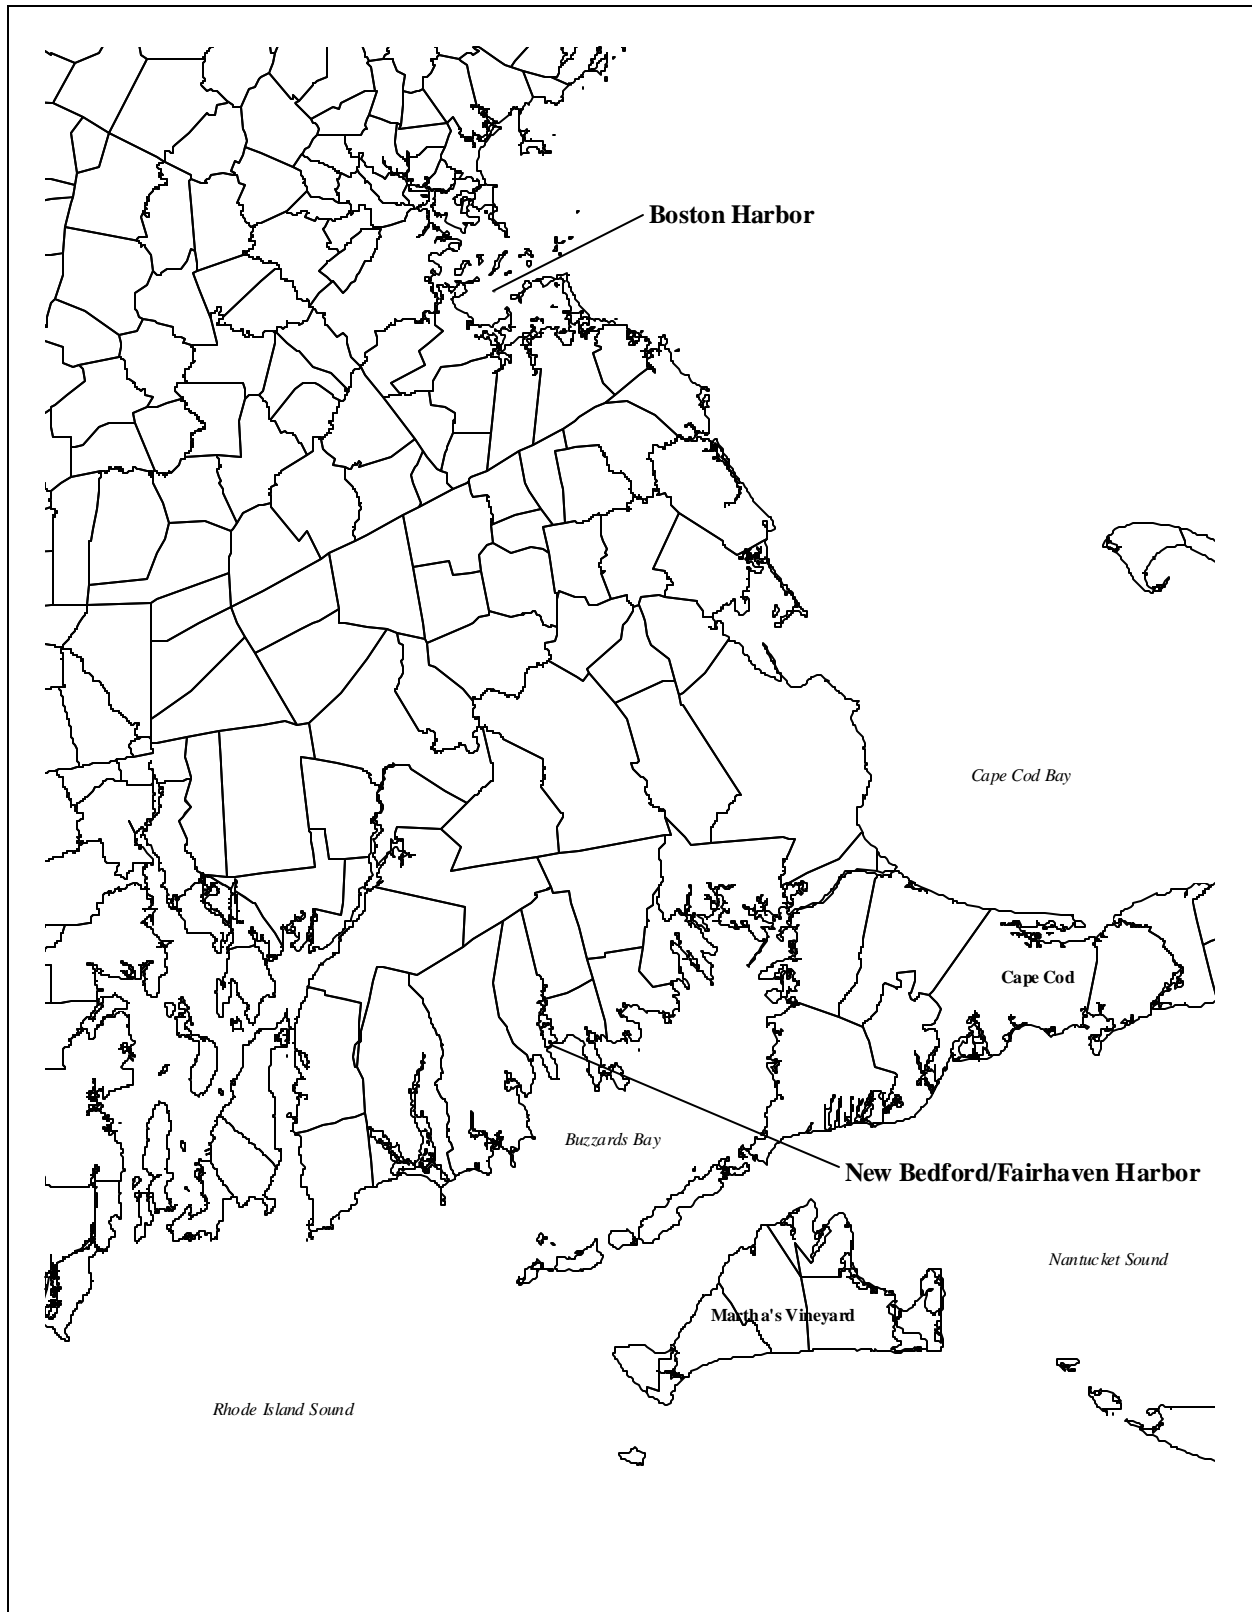 Boston Harbor
Cape Cod Bay
Cape Cod
Buzzards Bay
New Bedford/Fairhaven Harbor
Nantucket Sound
Martha's Vineyard
Rhode Island Sound